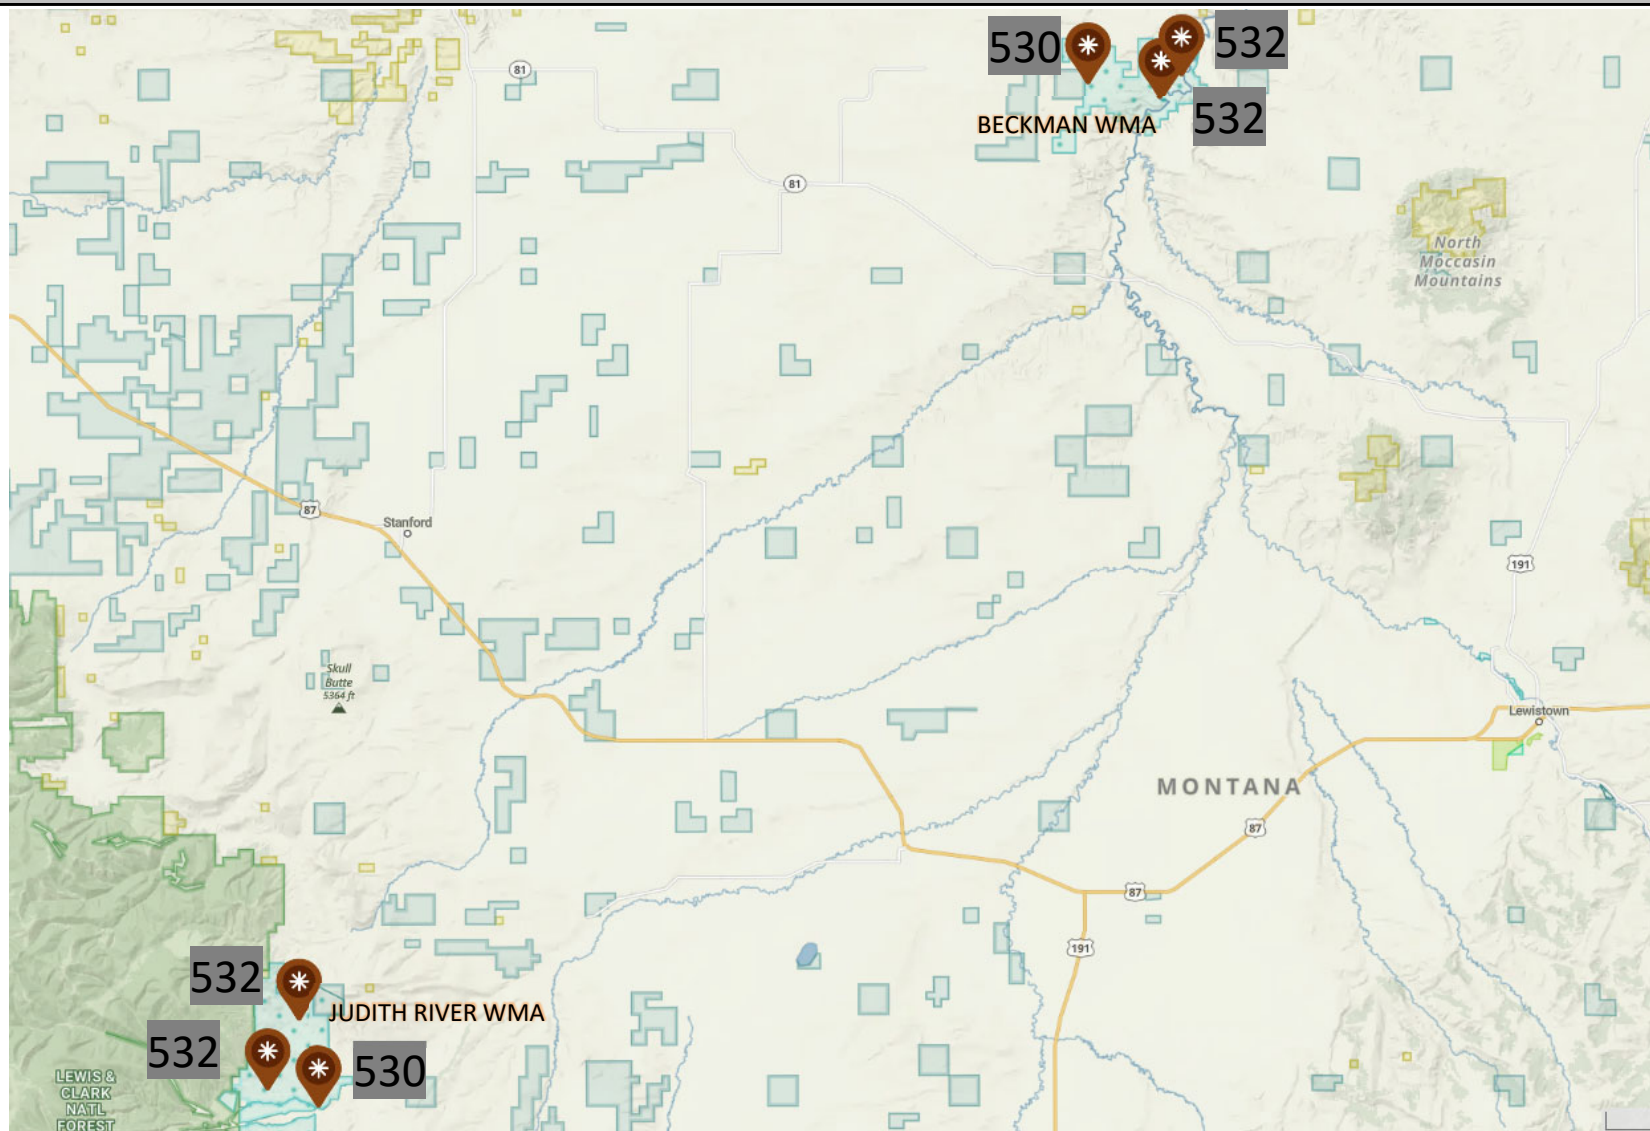 530
532
81
BECKMAN WMA
532
81
North
Moccasin
Mountains
87
Stanford
191
Skull
Butte
5364 ft
Lewistown
MONTANA
87
87
191
532
JUDITH RIVER WMA
532
530
LEWIS &
CLARK
NATL
FOREST